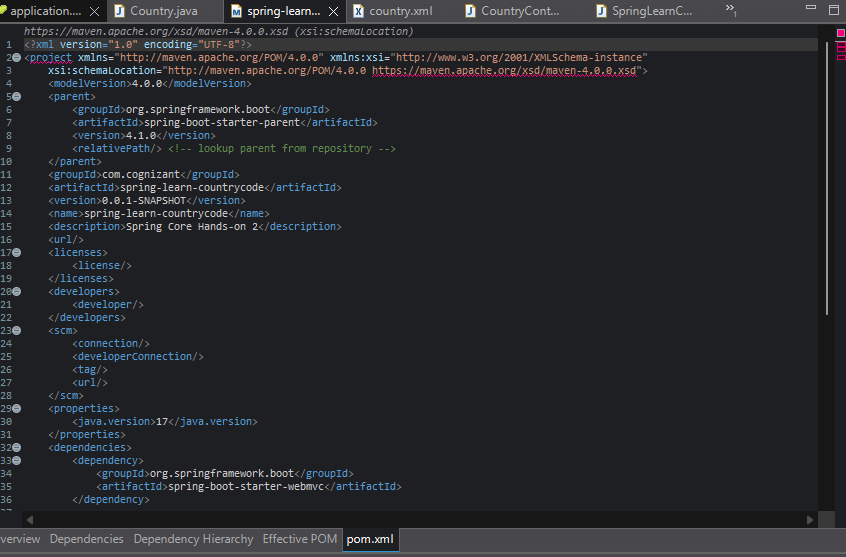 application....
Country.java
spring-learn...
country.xml
CountryCont...
SpringLearnC...
»1
https://maven.apache.org/xsd/maven-4.0.0.xsd (xsi:schemaLocation)
1 <?xml version="1.0" encoding="UTF-8"?>
2 <project xmlns="http://maven.apache.org/POM/4.0.0" xmlns:xsi="http://www.w3.org/2001/XMLSchema-instance"
3     xsi:schemaLocation="http://maven.apache.org/POM/4.0.0 https://maven.apache.org/xsd/maven-4.0.0.xsd">
4     <modelVersion>4.0.0</modelVersion>
5     <parent>
6         <groupId>org.springframework.boot</groupId>
7         <artifactId>spring-boot-starter-parent</artifactId>
8         <version>4.1.0</version>
9         <relativePath/> <!-- lookup parent from repository -->
10     </parent>
11     <groupId>com.cognizant</groupId>
12     <artifactId>spring-learn-countrycode</artifactId>
13     <version>0.0.1-SNAPSHOT</version>
14     <name>spring-learn-countrycode</name>
15     <description>Spring Core Hands-on 2</description>
16     <url/>
17     <licenses>
18         <license/>
19     </licenses>
20     <developers>
21         <developer/>
22     </developers>
23     <scm>
24         <connection/>
25         <developerConnection/>
26         <tag/>
27         <url/>
28     </scm>
29     <properties>
30         <java.version>17</java.version>
31     </properties>
32     <dependencies>
33         <dependency>
34             <groupId>org.springframework.boot</groupId>
35             <artifactId>spring-boot-starter-webmvc</artifactId>
36         </dependency>
verview
Dependencies
Dependency Hierarchy
Effective POM
pom.xml